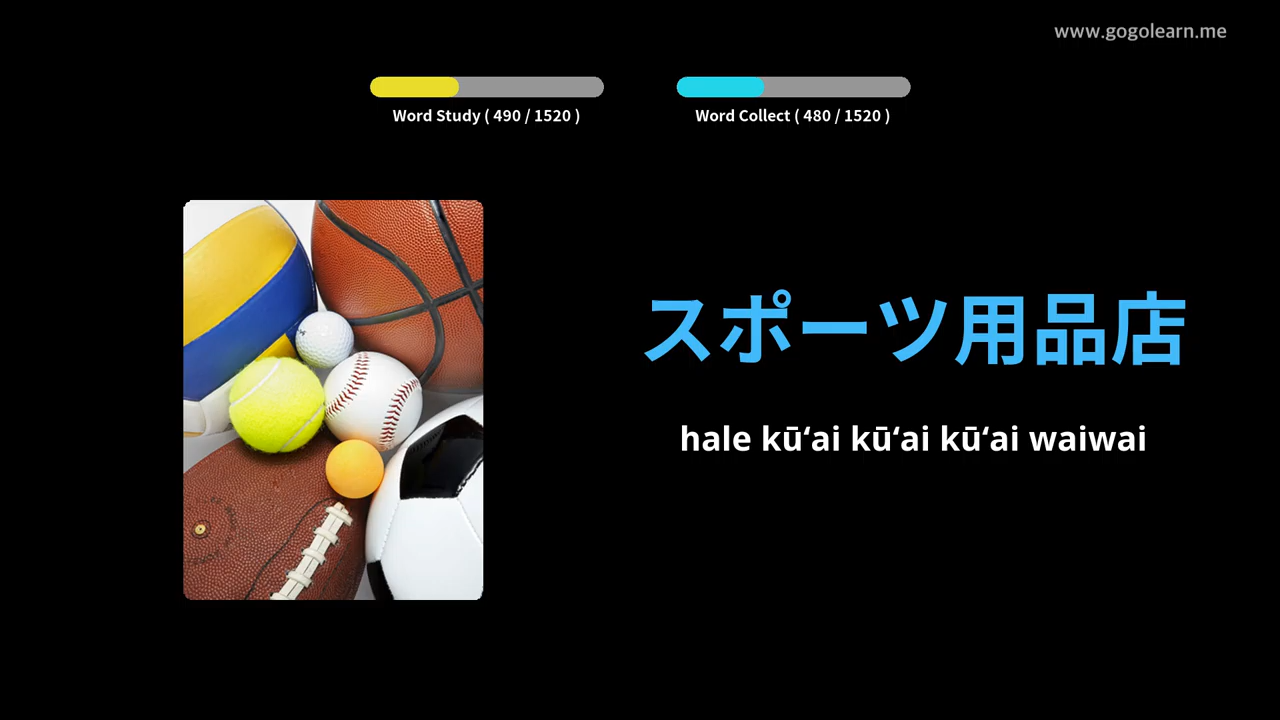 www.gogolearn.me
Word Study ( 490 / 1520 )
Word Collect ( 480 / 1520 )
スポーツ用品店
hale kūʻai kūʻai kūʻai waiwai